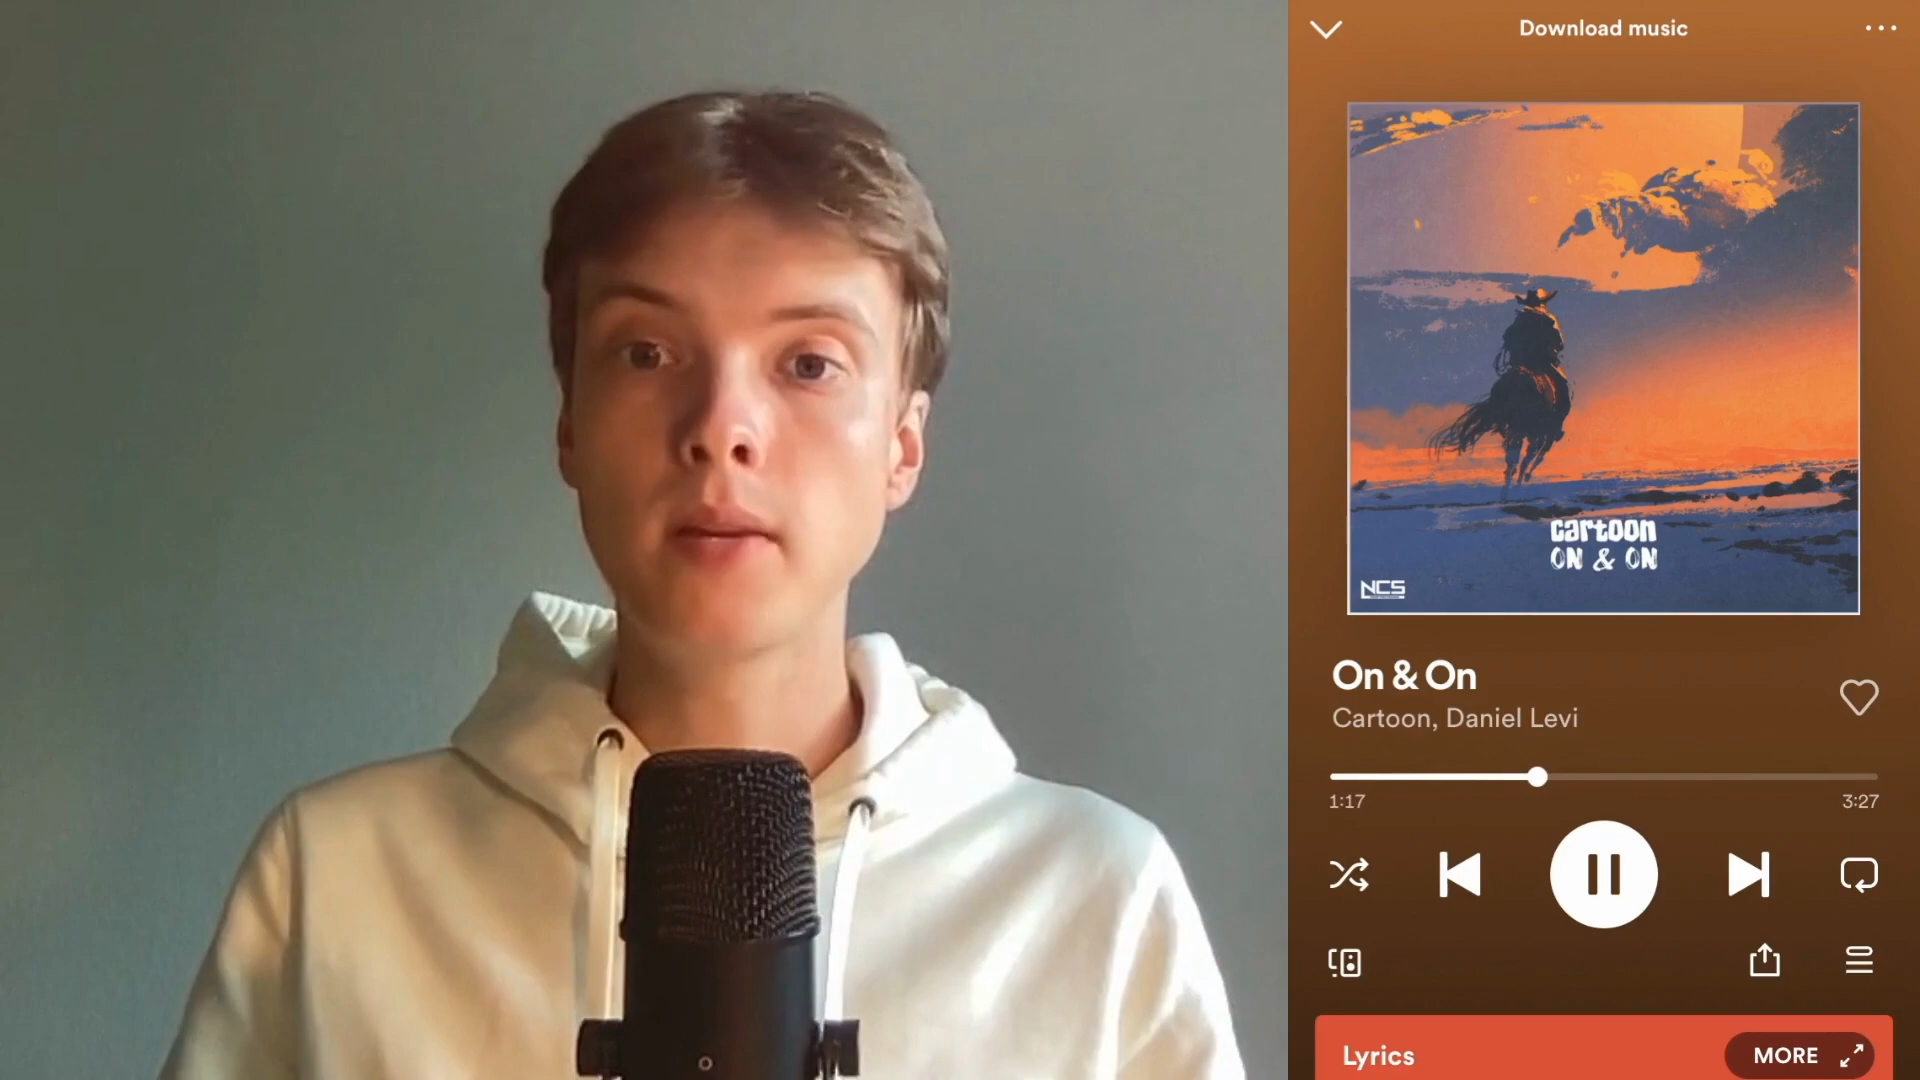 Download music
cartoon
ON & ON
NCS
On & On
Cartoon, Daniel Levi
1:17
3:27
Lyrics
MORE